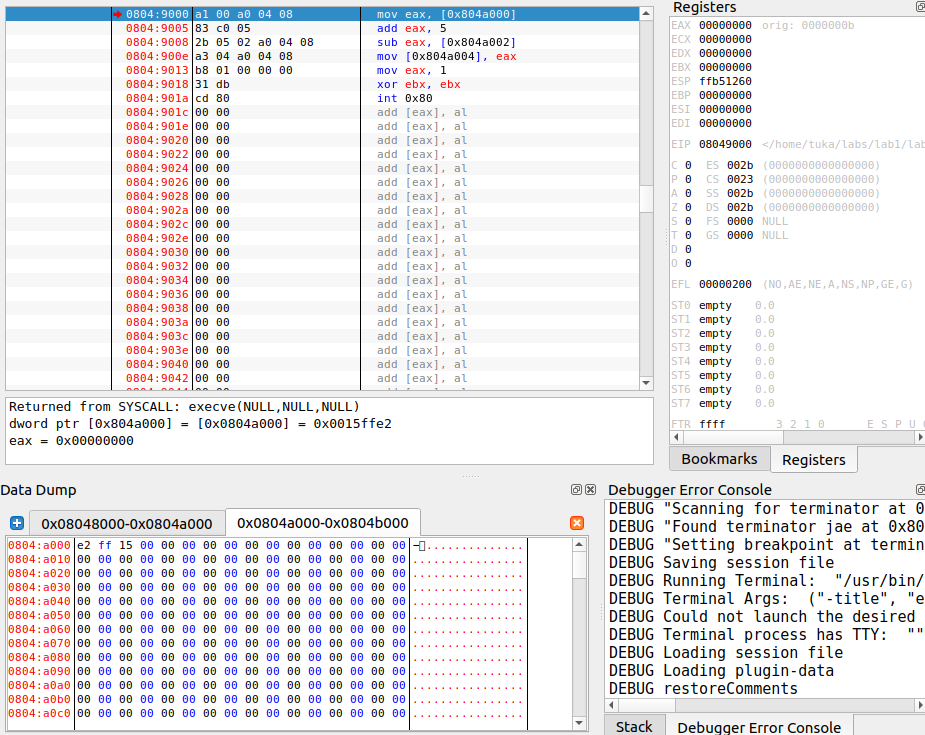 0804:9000 a1 00 a0 04 08 mov eax, [0x804a000]
0804:9005 83 c0 05 add eax, 5
0804:9008 2b 05 02 a0 04 08 sub eax, [0x804a002]
0804:900e a3 04 a0 04 08 mov [0x804a004], eax
0804:9013 b8 01 00 00 00 mov eax, 1
0804:9018 31 db xor ebx, ebx
0804:901a cd 80 int 0x80
0804:901c 00 00 add [eax], al
0804:901e 00 00 add [eax], al
0804:9020 00 00 add [eax], al
0804:9022 00 00 add [eax], al
0804:9024 00 00 add [eax], al
0804:9026 00 00 add [eax], al
0804:9028 00 00 add [eax], al
0804:902a 00 00 add [eax], al
0804:902c 00 00 add [eax], al
0804:902e 00 00 add [eax], al
0804:9030 00 00 add [eax], al
0804:9032 00 00 add [eax], al
0804:9034 00 00 add [eax], al
0804:9036 00 00 add [eax], al
0804:9038 00 00 add [eax], al
0804:903a 00 00 add [eax], al
0804:903c 00 00 add [eax], al
0804:903e 00 00 add [eax], al
0804:9040 00 00 add [eax], al
0804:9042 00 00 add [eax], al
Returned from SYSCALL: execve(NULL,NULL,NULL)
dword ptr [0x804a000] = [0x0804a000] = 0x0015ffe2
eax = 0x00000000
Registers
EAX 00000000 orig: 0000000b
ECX 00000000
EDX 00000000
EBX 00000000
ESP ffb51260
EBP 00000000
ESI 00000000
EDI 00000000
EIP 08049000 </home/tuka/labs/lab1/lab
C 0 ES 002b (0000000000000000)
P 0 CS 0023 (0000000000000000)
A 0 SS 002b (0000000000000000)
Z 0 DS 002b (0000000000000000)
S 0 FS 0000 NULL
T 0 GS 0000 NULL
D 0
O 0
EFL 00000200 (NO,AE,NE,A,NS,NP,GE,G)
ST0 empty 0.0
ST1 empty 0.0
ST2 empty 0.0
ST3 empty 0.0
ST4 empty 0.0
ST5 empty 0.0
ST6 empty 0.0
ST7 empty 0.0
FTR ffff 3 2 1 0 E S P U
Bookmarks Registers
Data Dump
0x08048000-0x0804a000 0x0804a000-0x0804b000
0804:a000 e2 ff 15 00 00 00 00 00 00 00 00 00 00 00 00 00
0804:a010 00 00 00 00 00 00 00 00 00 00 00 00 00 00 00 00 ................
0804:a020 00 00 00 00 00 00 00 00 00 00 00 00 00 00 00 00 ................
0804:a030 00 00 00 00 00 00 00 00 00 00 00 00 00 00 00 00 ................
0804:a040 00 00 00 00 00 00 00 00 00 00 00 00 00 00 00 00 ................
0804:a050 00 00 00 00 00 00 00 00 00 00 00 00 00 00 00 00 ................
0804:a060 00 00 00 00 00 00 00 00 00 00 00 00 00 00 00 00 ................
0804:a070 00 00 00 00 00 00 00 00 00 00 00 00 00 00 00 00 ................
0804:a080 00 00 00 00 00 00 00 00 00 00 00 00 00 00 00 00 ................
0804:a090 00 00 00 00 00 00 00 00 00 00 00 00 00 00 00 00 ................
0804:a0a0 00 00 00 00 00 00 00 00 00 00 00 00 00 00 00 00 ................
0804:a0b0 00 00 00 00 00 00 00 00 00 00 00 00 00 00 00 00 ................
0804:a0c0 00 00 00 00 00 00 00 00 00 00 00 00 00 00 00 00 ................
Debugger Error Console
DEBUG "Scanning for terminator at 0
DEBUG "Found terminator jae at 0x80
DEBUG "Setting breakpoint at termin
DEBUG Saving session file
DEBUG Running Terminal: "/usr/bin/
DEBUG Terminal Args: ("-title", "e
DEBUG Could not launch the desired
DEBUG Terminal process has TTY: ""
DEBUG Loading session file
DEBUG Loading plugin-data
DEBUG restoreComments
Stack Debugger Error Console